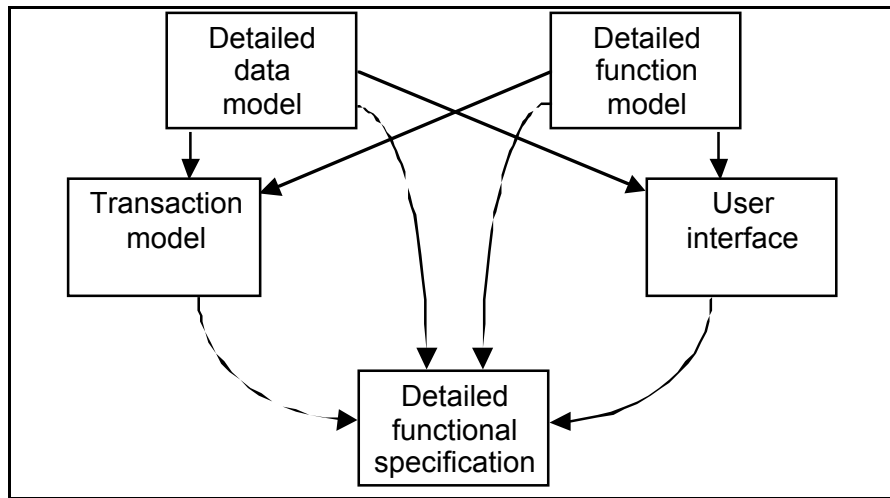 Detailed
data
model
Detailed
function
model
Transaction
model
User
interface
Detailed
functional
specification